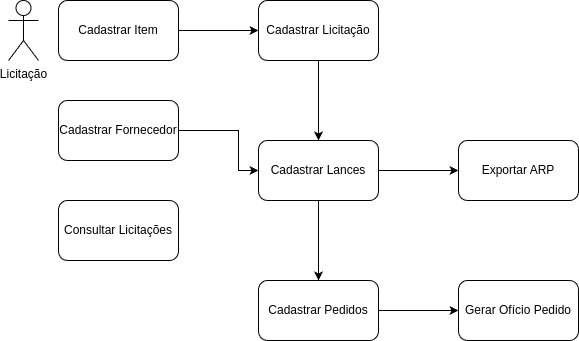 Cadastrar Item
Cadastrar Licitação
Licitação
Cadastrar Fornecedor
Cadastrar Lances
Exportar ARP
Consultar Licitações
Cadastrar Pedidos
Gerar Ofício Pedido